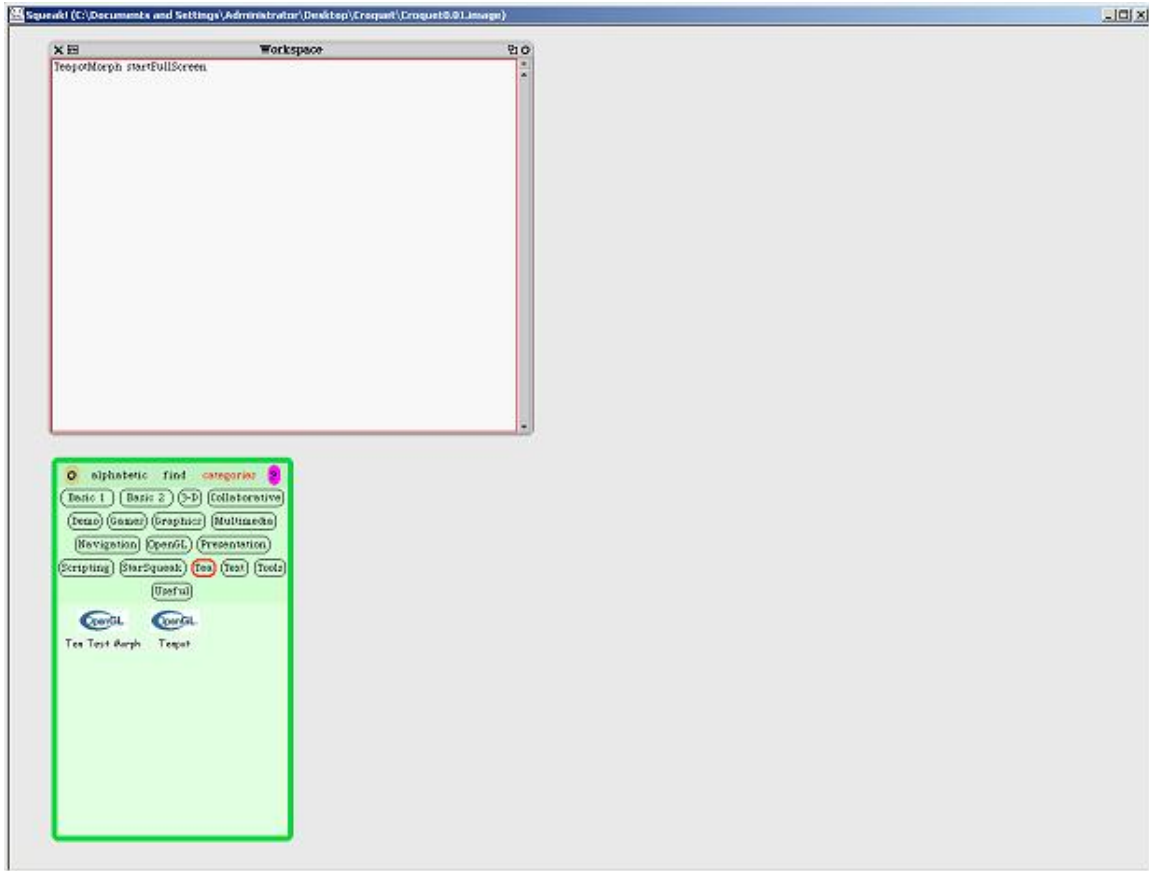 Squeak! (C:\Documents and Settings\Administrator\Desktop\Croquet\Croquet0.01.image)
Workspace
TeapotMorph startFullScreen
alphabetic find categories ?
Basic 1 Basic 2 3-D Collaborative
Demo Games Graphics Multimedia
Navigation OpenGL Presentation
Scripting StarSqueak Tea Text Tools
Useful
OpenGL OpenGL
Tea Test Morph Teapot